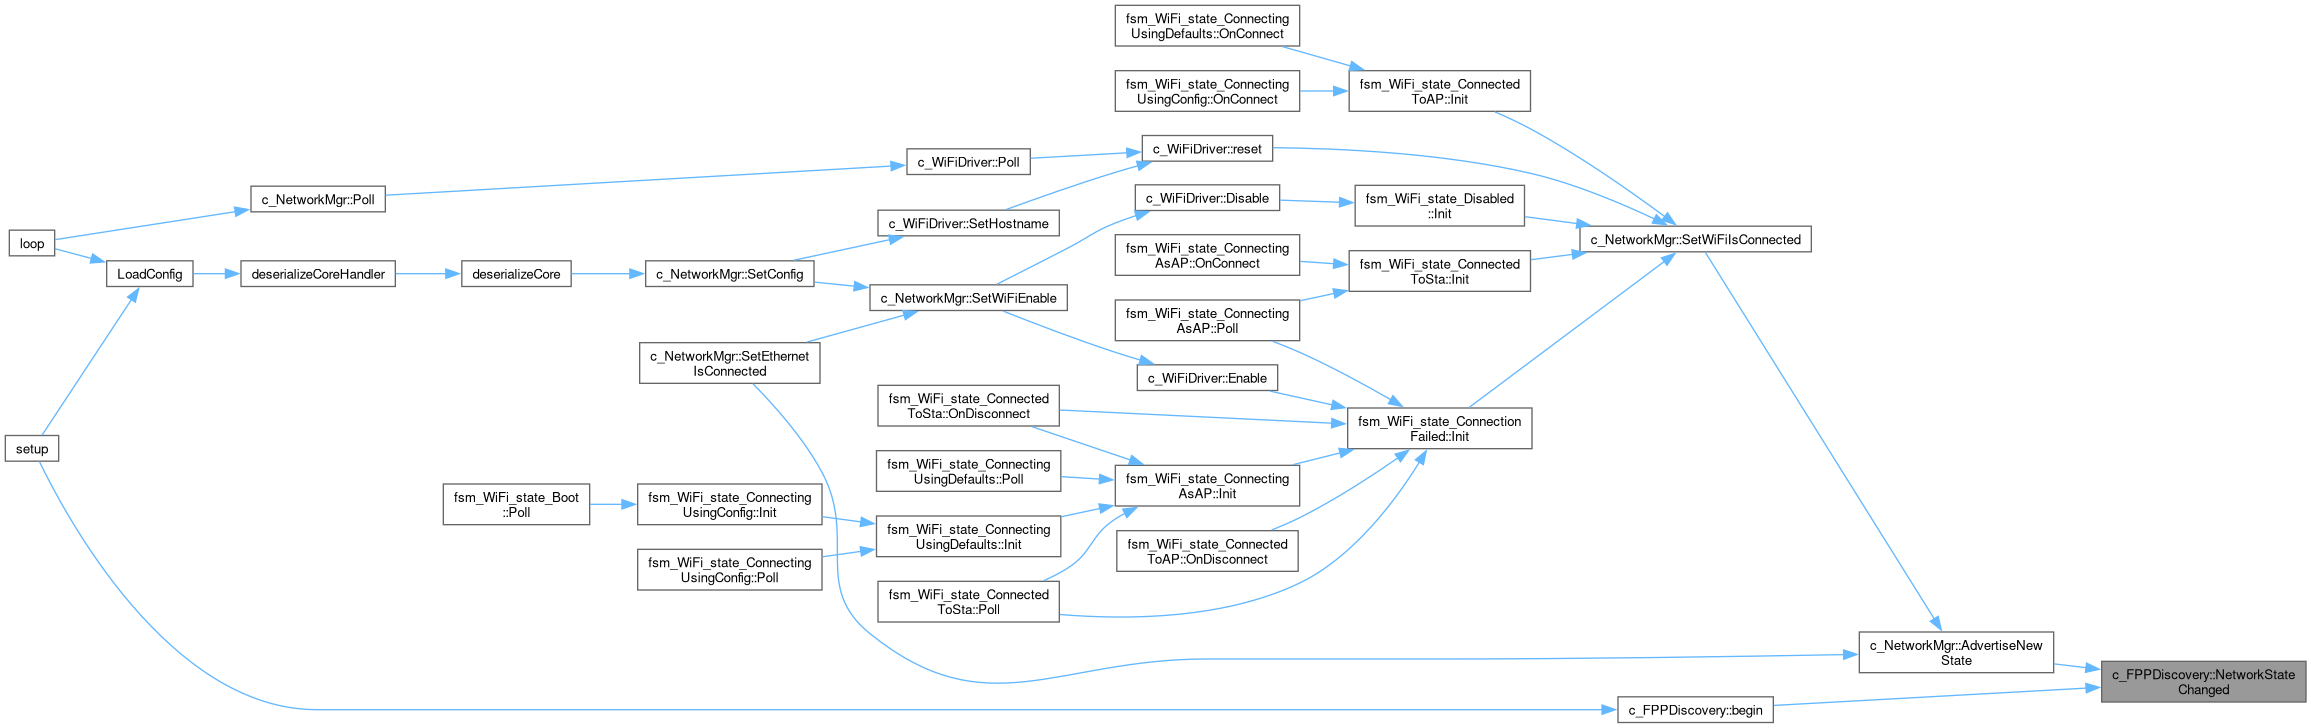 fsm_WiFi_state_Connecting
UsingDefaults::OnConnect
fsm_WiFi_state_Connecting
UsingConfig::OnConnect
fsm_WiFi_state_Connected
ToAP::Init
c_WiFiDriver::Poll
c_WiFiDriver::reset
c_NetworkMgr::Poll
c_WiFiDriver::Disable
fsm_WiFi_state_Disabled
::Init
c_WiFiDriver::SetHostname
loop
c_NetworkMgr::SetWiFiIsConnected
fsm_WiFi_state_Connecting
AsAP::OnConnect
fsm_WiFi_state_Connected
ToSta::Init
LoadConfig
deserializeCoreHandler
deserializeCore
c_NetworkMgr::SetConfig
c_NetworkMgr::SetWiFiEnable
fsm_WiFi_state_Connecting
AsAP::Poll
c_NetworkMgr::SetEthernet
IsConnected
c_WiFiDriver::Enable
fsm_WiFi_state_Connected
ToSta::OnDisconnect
fsm_WiFi_state_Connection
Failed::Init
setup
fsm_WiFi_state_Connecting
UsingDefaults::Poll
fsm_WiFi_state_Connecting
AsAP::Init
fsm_WiFi_state_Boot
::Poll
fsm_WiFi_state_Connecting
UsingConfig::Init
fsm_WiFi_state_Connecting
UsingDefaults::Init
fsm_WiFi_state_Connected
ToAP::OnDisconnect
fsm_WiFi_state_Connecting
UsingConfig::Poll
fsm_WiFi_state_Connected
ToSta::Poll
c_NetworkMgr::AdvertiseNew
State
c_FPPDiscovery::NetworkState
Changed
c_FPPDiscovery::begin